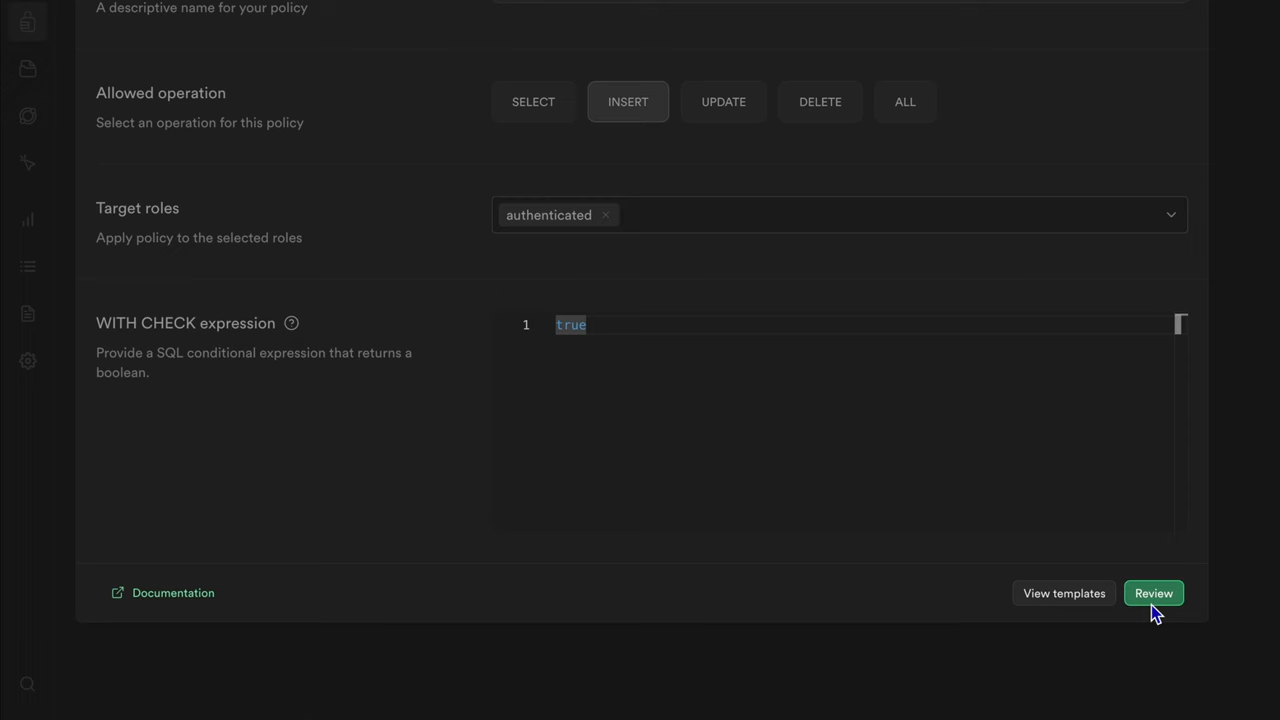 A descriptive name for your policy
Allowed operation
Select an operation for this policy
SELECT
INSERT
UPDATE
DELETE
ALL
Target roles
Apply policy to the selected roles
authenticated
WITH CHECK expression
Provide a SQL conditional expression that returns a
boolean.
1 true
Documentation
View templates
Review